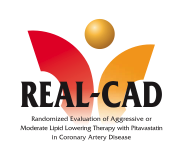 REAL-CAD
Randomized Evaluation of Aggressive or
Moderate Lipid Lowering Therapy with Pitavastatin
in Coronary Artery Disease